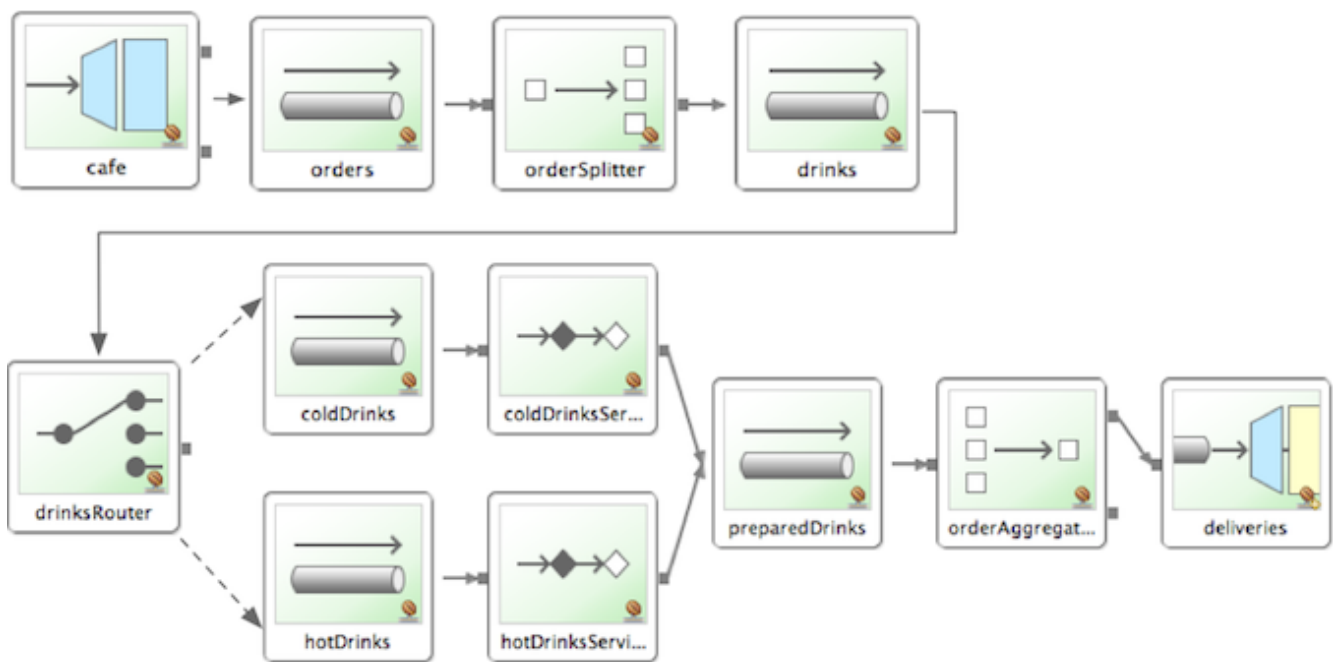 cafe
orders
orderSplitter
drinks
drinksRouter
coldDrinks
coldDrinksSer...
hotDrinks
hotDrinksServi...
preparedDrinks
orderAggregat...
deliveries